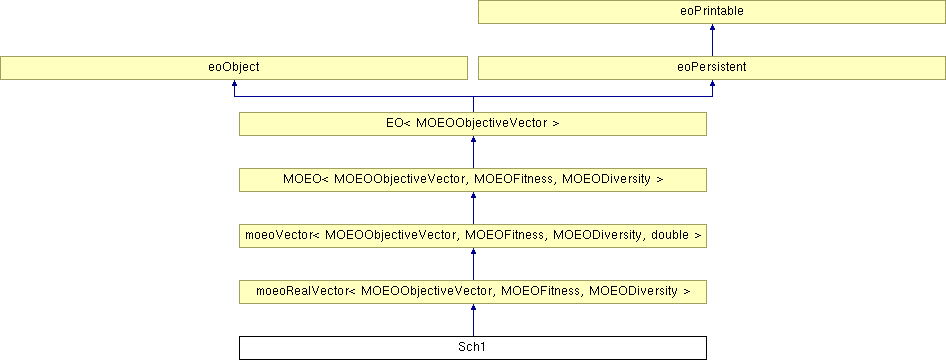 eoPrintable
eoObject
eoPersistent
EO< MOEOObjectiveVector >
MOEO< MOEOObjectiveVector, MOEOFitness, MOEODiversity >
moeoVector< MOEOObjectiveVector, MOEOFitness, MOEODiversity, double >
moeoRealVector< MOEOObjectiveVector, MOEOFitness, MOEODiversity >
Sch1